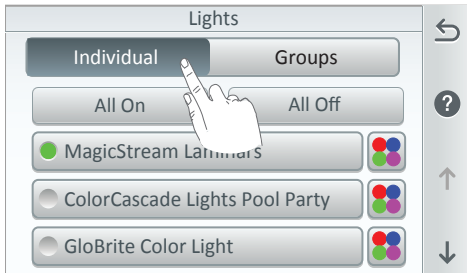 Lights
Individual Groups
All On All Off
MagicStream Laminars
ColorCascade Lights Pool Party
GloBrite Color Light
?